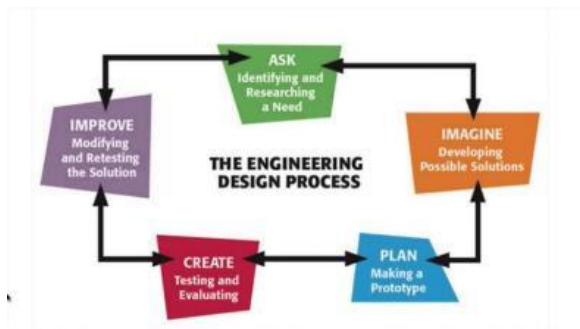 ASK
Identifying and
Researching
a Need
IMPROVE
Modifying
and Retesting
the Solution
IMAGINE
Developing
Possible Solutions
THE ENGINEERING
DESIGN PROCESS
CREATE
Testing and
Evaluating
PLAN
Making a
Prototype